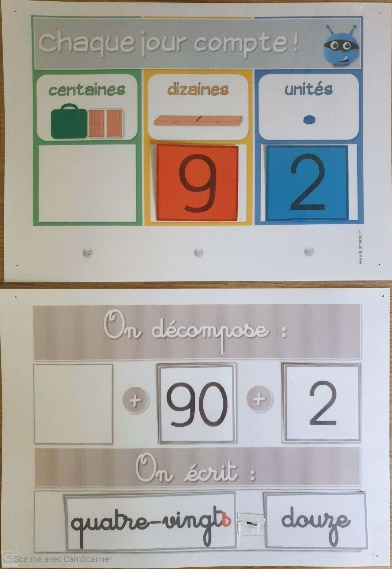 Chaque jour compte !
centaines dizaines unités
9 2
On décompose :
+ 90 + 2
On écrit :
quatre-vingts - douze
Scanné avec CamScanner